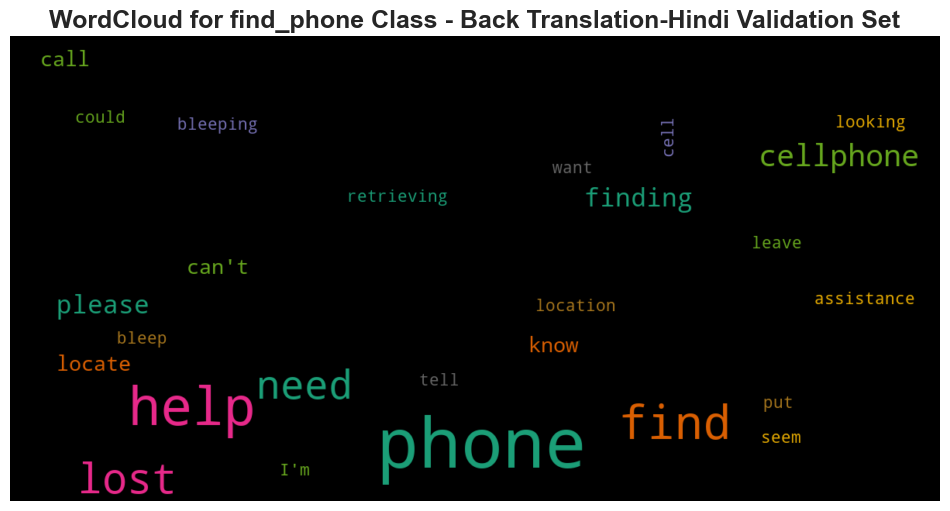 WordCloud for find_phone Class - Back Translation-Hindi Validation Set
call
could
bleeping
cell
looking
want
cellphone
retrieving
finding
leave
can't
please
location
assistance
bleep
know
locate
tell
need
help
put
find
phone
seem
I'm
lost